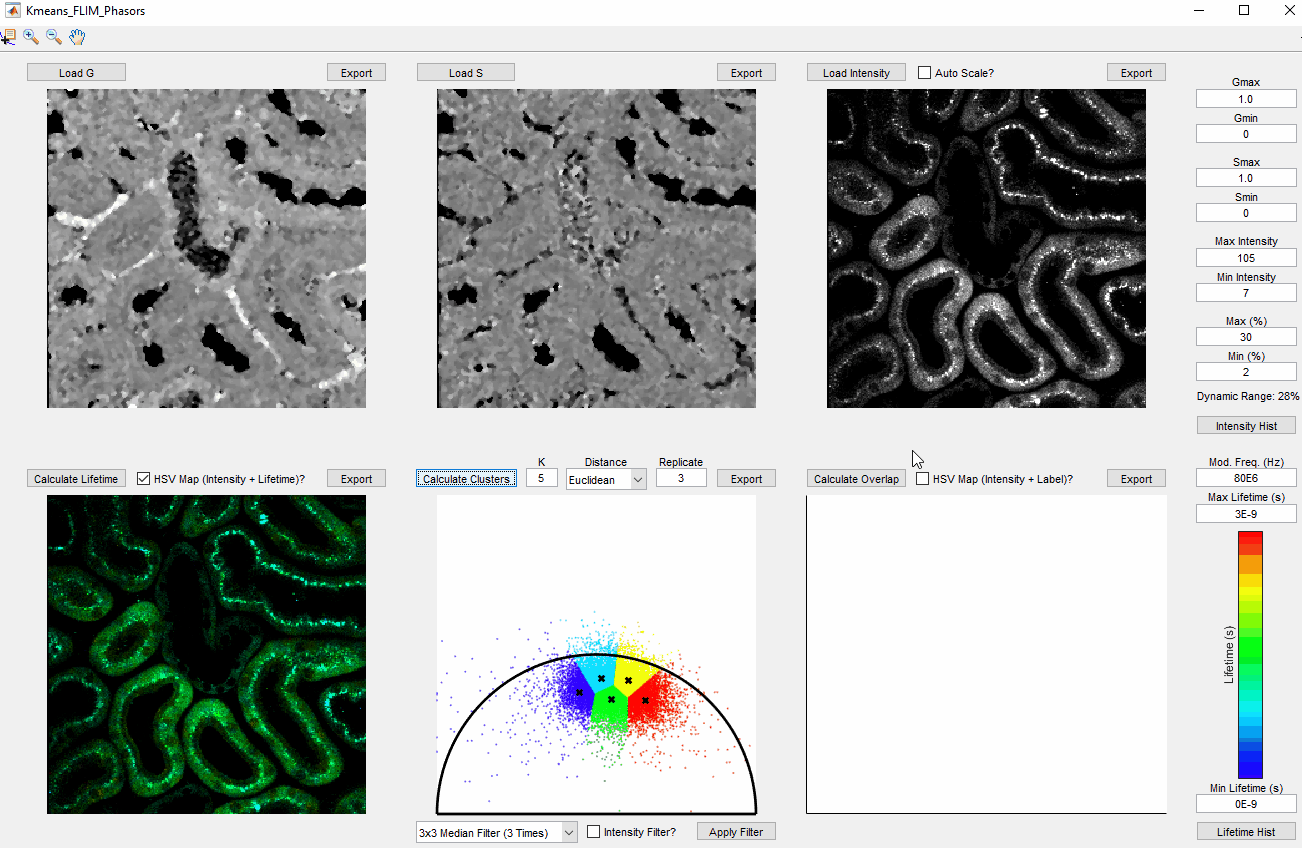 Kmeans_FLIM_Phasors
Load G
Export
Load S
Export
Load Intensity
Auto Scale?
Export
Gmax
1.0
Gmin
0
Smax
1.0
Smin
0
Max Intensity
105
Min Intensity
7
Max (%)
30
Min (%)
2
Dynamic Range: 28%
Intensity Hist
Calculate Lifetime
HSV Map (Intensity + Lifetime)?
Export
Calculate Clusters
K
5
Distance
Euclidean
Replicate
3
Export
Calculate Overlap
HSV Map (Intensity + Label)?
Export
Mod. Freq. (Hz)
80E6
Max Lifetime (s)
3E-9
Lifetime (s)
Min Lifetime (s)
0E-9
Lifetime Hist
3x3 Median Filter (3 Times)
Intensity Filter?
Apply Filter